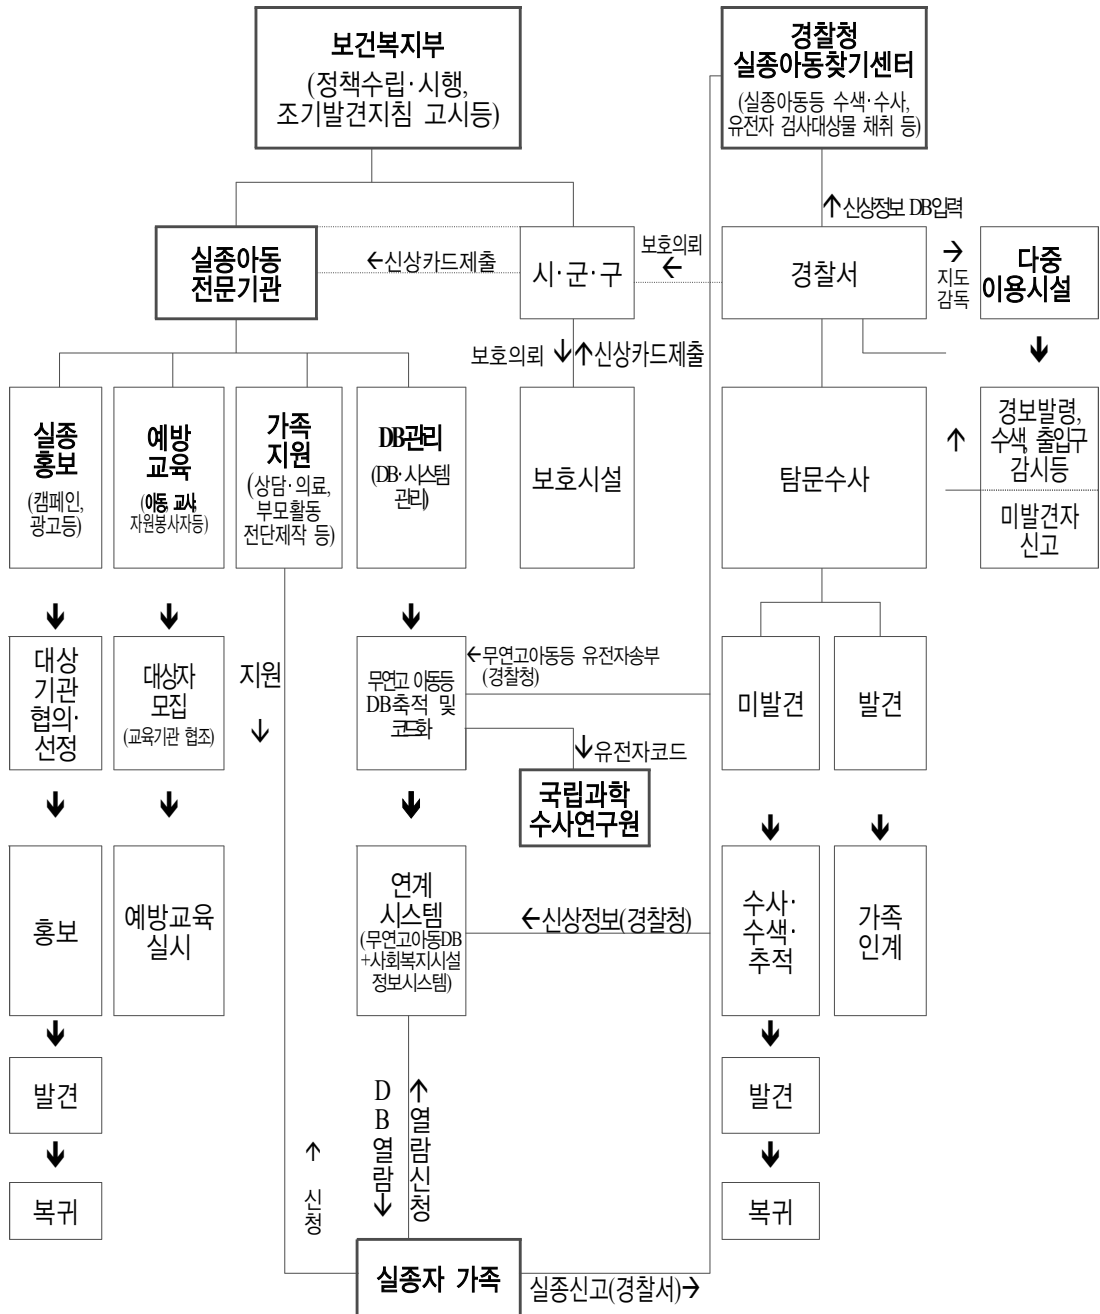 보건복지부
(정책수립·시행,
조기발견지침 고시등)
경찰청
실종아동찾기센터
(실종아동등 수색·수사,
유전자 검사대상물 채취 등)
↑신상정보 DB입력
실종아동
전문기관
←신상카드제출
시·군·구
보호의뢰
←
경찰서
→
지도
감독
다중
이용시설
보호의뢰 ↓↑신상카드제출
↓
실종
홍보
(캠페인,
광고등)
예방
교육
(아동 교사,
자원봉사자등)
가족
지원
(상담·의료,
부모활동
전단제작 등)
DB관리
(DB·시스템
관리)
보호시설
탐문수사
↑
경보발령,
수색, 출입구
감시등
미발견자
신고
↓
↓
↓
대상
기관
협의·
선정
대상자
모집
(교육기관 협조)
지원
↓
무연고 아동등
DB축적 및
코드화
←무연고아동등 유전자송부
(경찰청)
미발견
발견
↓유전자코드
국립과학
수사연구원
↓
↓
↓
↓
↓
홍보
예방교육
실시
연계
시스템
(무연고아동DB
+사회복지시설
정보시스템)
←신상정보(경찰청)
수사·
수색·
추적
가족
인계
↓
↓
발견
DB열람↓
↑열람신청
발견
↓
↑
신청
↓
복귀
복귀
실종자 가족
실종신고(경찰서)→